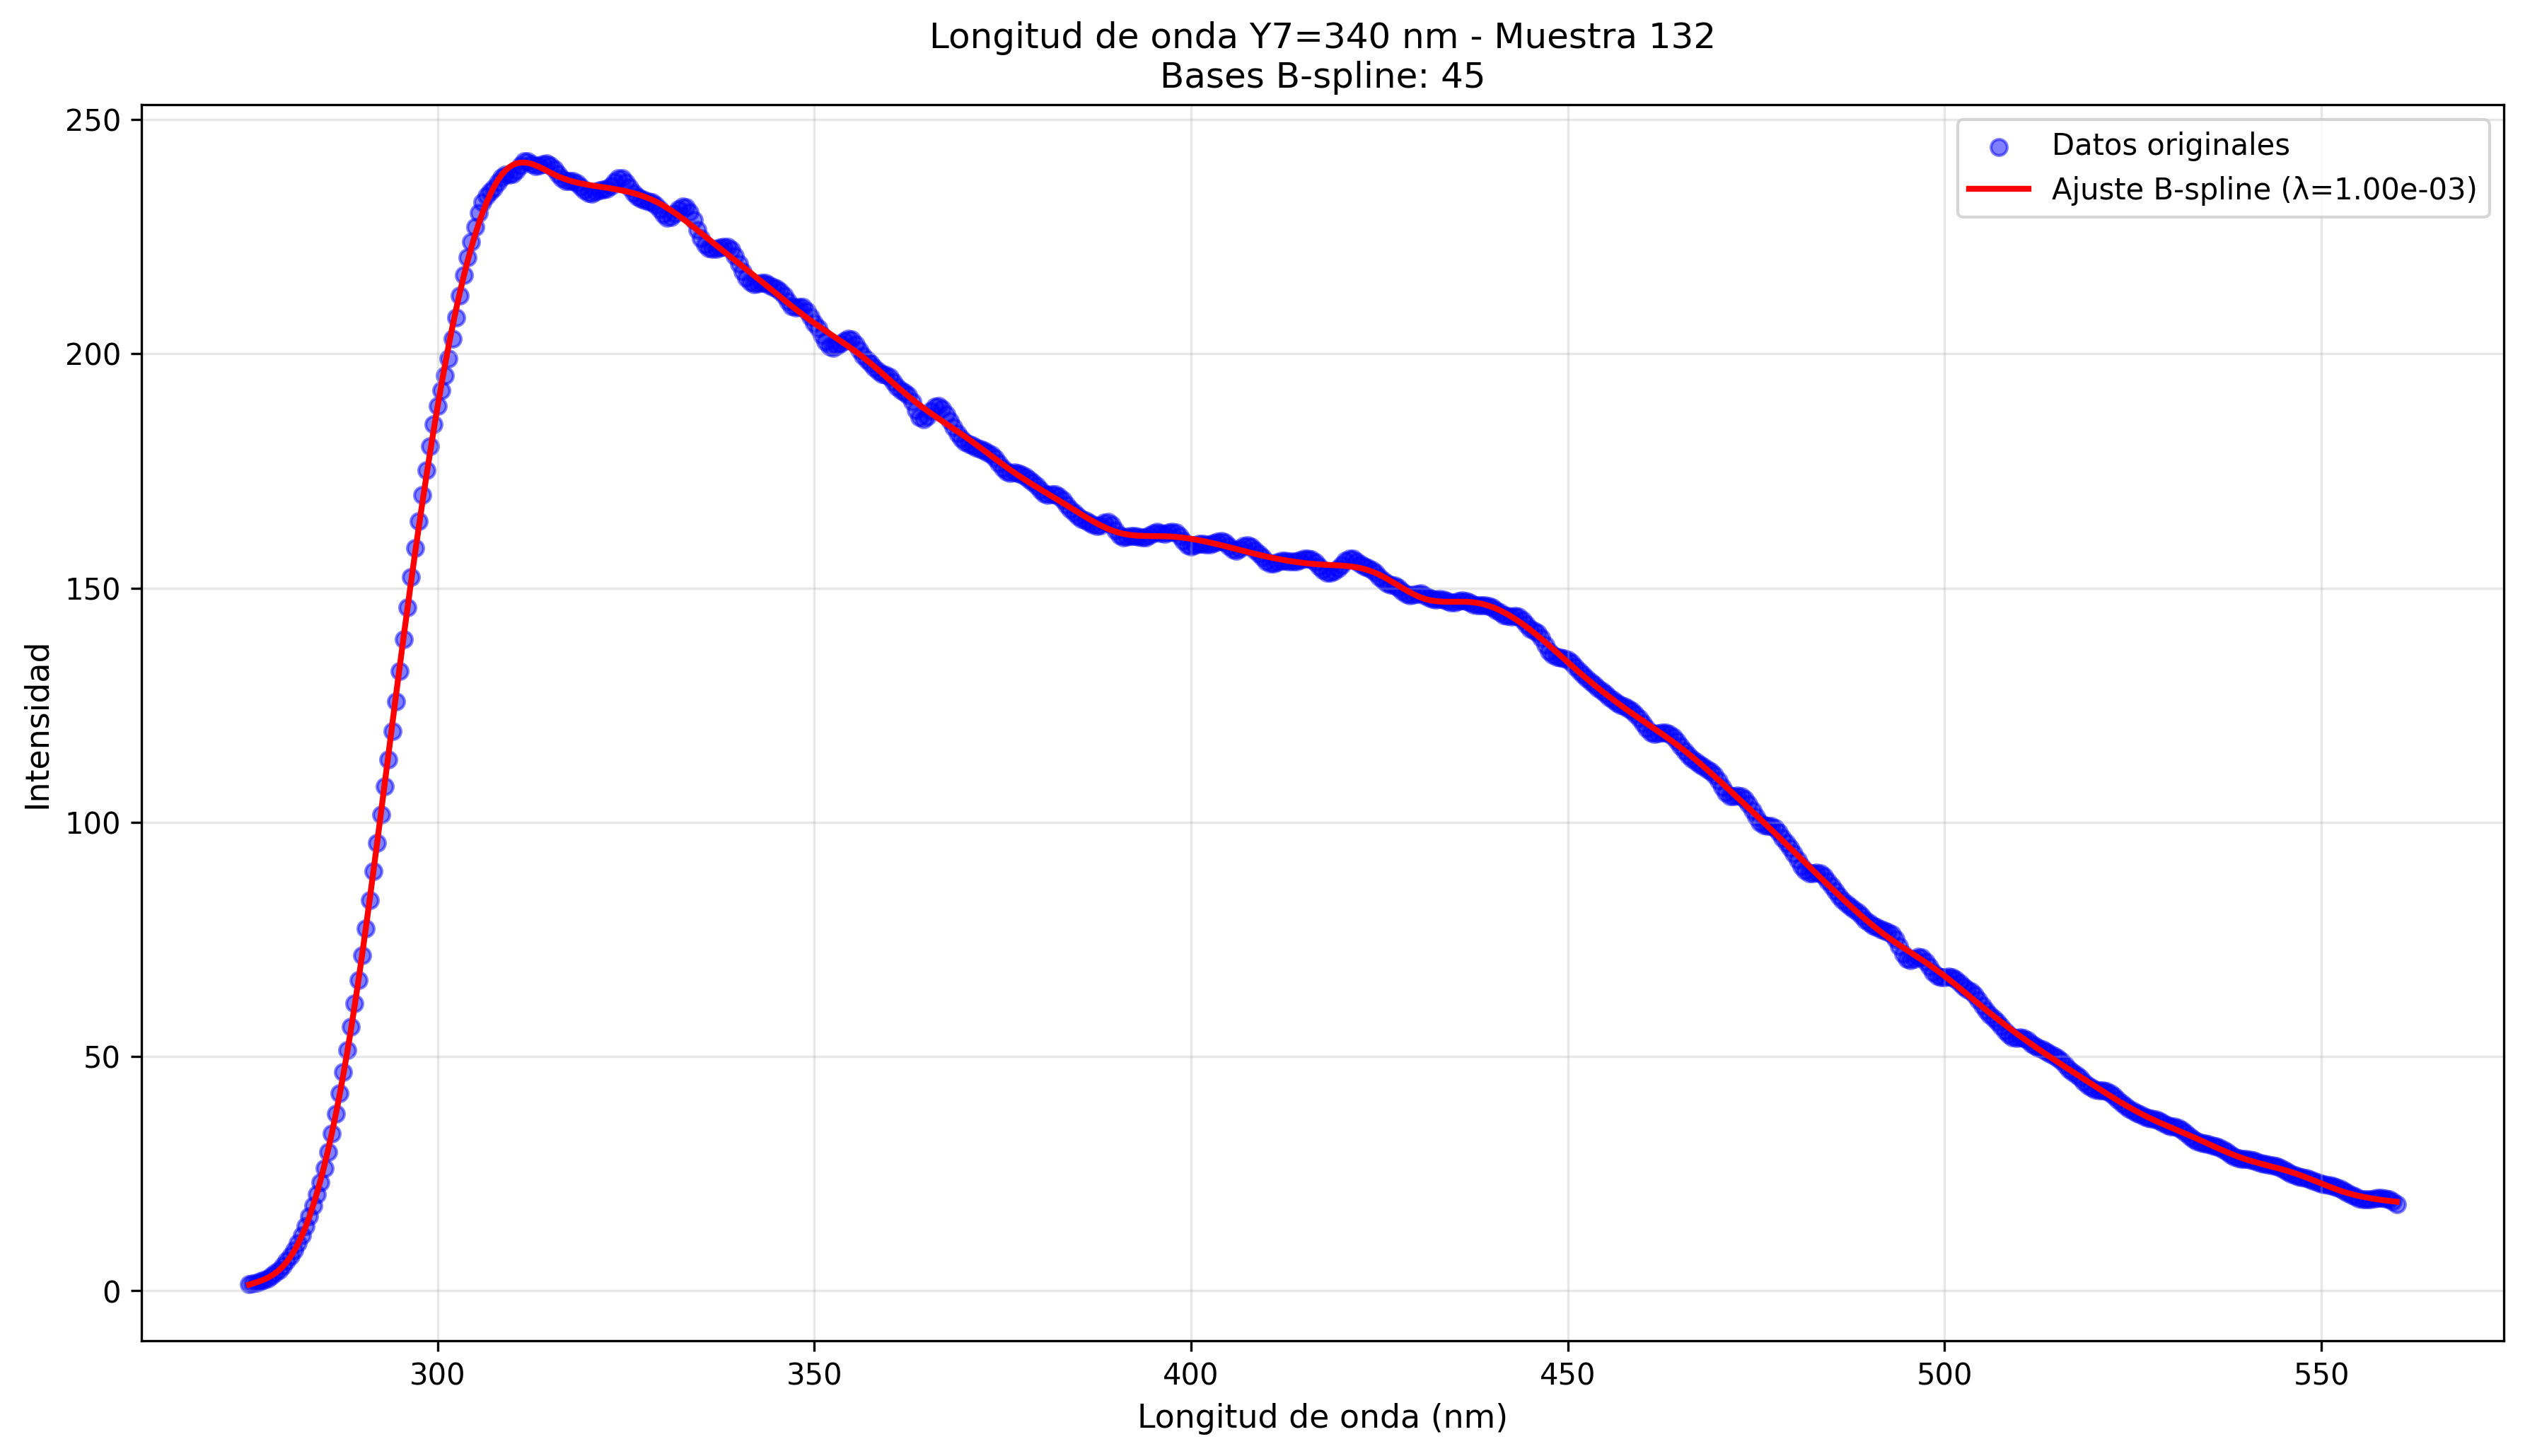 Longitud de onda Y7=340 nm - Muestra 132
Bases B-spline: 45
Datos originales
Ajuste B-spline (λ=1.00e-03)
Intensidad
250
200
150
100
50
0
300
350
400
450
500
550
Longitud de onda (nm)